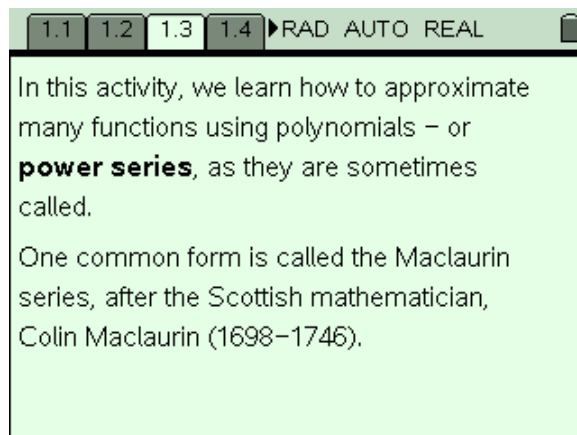 1.1 1.2 1.3 1.4 RAD AUTO REAL
In this activity, we learn how to approximate
many functions using polynomials – or
power series, as they are sometimes
called.
One common form is called the Maclaurin
series, after the Scottish mathematician,
Colin Maclaurin (1698–1746).